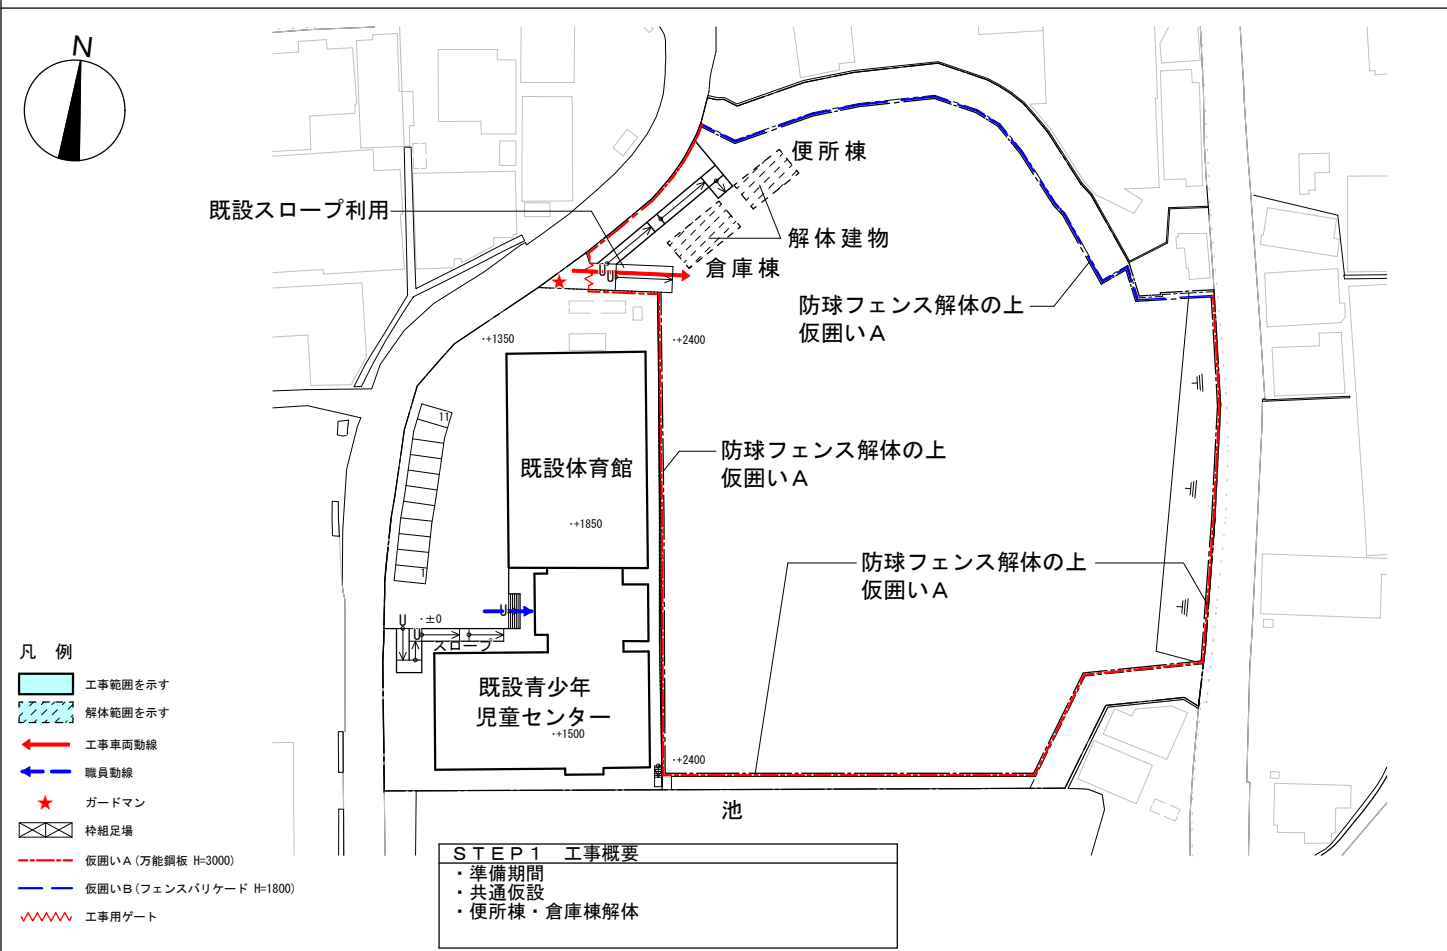 N
便所棟
既設スロープ利用
解体建物
倉庫棟
防球フェンス解体の上
仮囲いA
・+1350
・+2400
11
防球フェンス解体の上
仮囲いA
既設体育館
・+1850
防球フェンス解体の上
仮囲いA
1
U
・±0
U
U
スロープ
U
U
既設青少年
児童センター
・+1500
・+2400
池
凡 例
工事範囲を示す
解体範囲を示す
工事車両動線
職員動線
ガードマン
枠組足場
仮囲いA(万能鋼板 H=3000)
仮囲いB(フェンスバリケード H=1800)
工事用ゲート
STEP1 工事概要
・準備期間
・共通仮設
・便所棟・倉庫棟解体